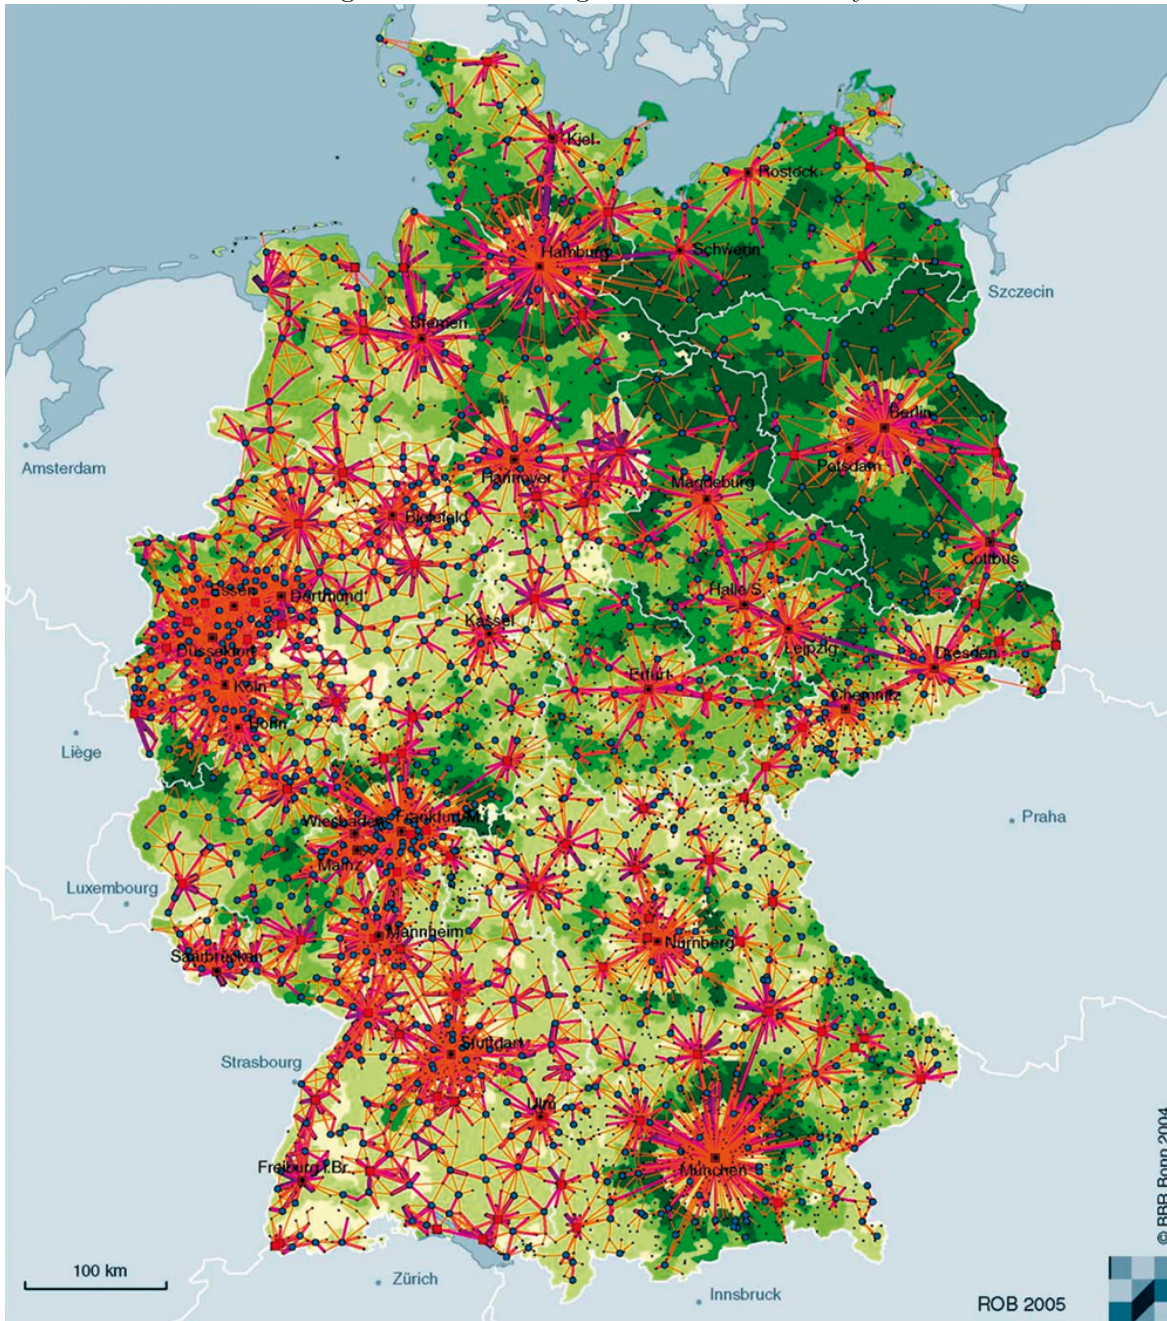 Kiel
Rostock
Hamburg
Schwerin
Szczecin
Bremen
Berlin
Amsterdam
Potsdam
Hannover
Magdeburg
Bielefeld
Cottbus
Essen
Dortmund
Halle S.
Kassel
Leipzig
Düsseldorf
Dresden
Erfurt
Köln
Chemnitz
Bonn
Liège
Wiesbaden
Frankfurt/M.
Praha
Mainz
Luxembourg
Mannheim
Nürnberg
Saarbrücken
Stuttgart
Strasbourg
Ulm
Freiburg i.Br.
München
© BBR Bonn 2004
100 km
Zürich
Innsbruck
ROB 2005